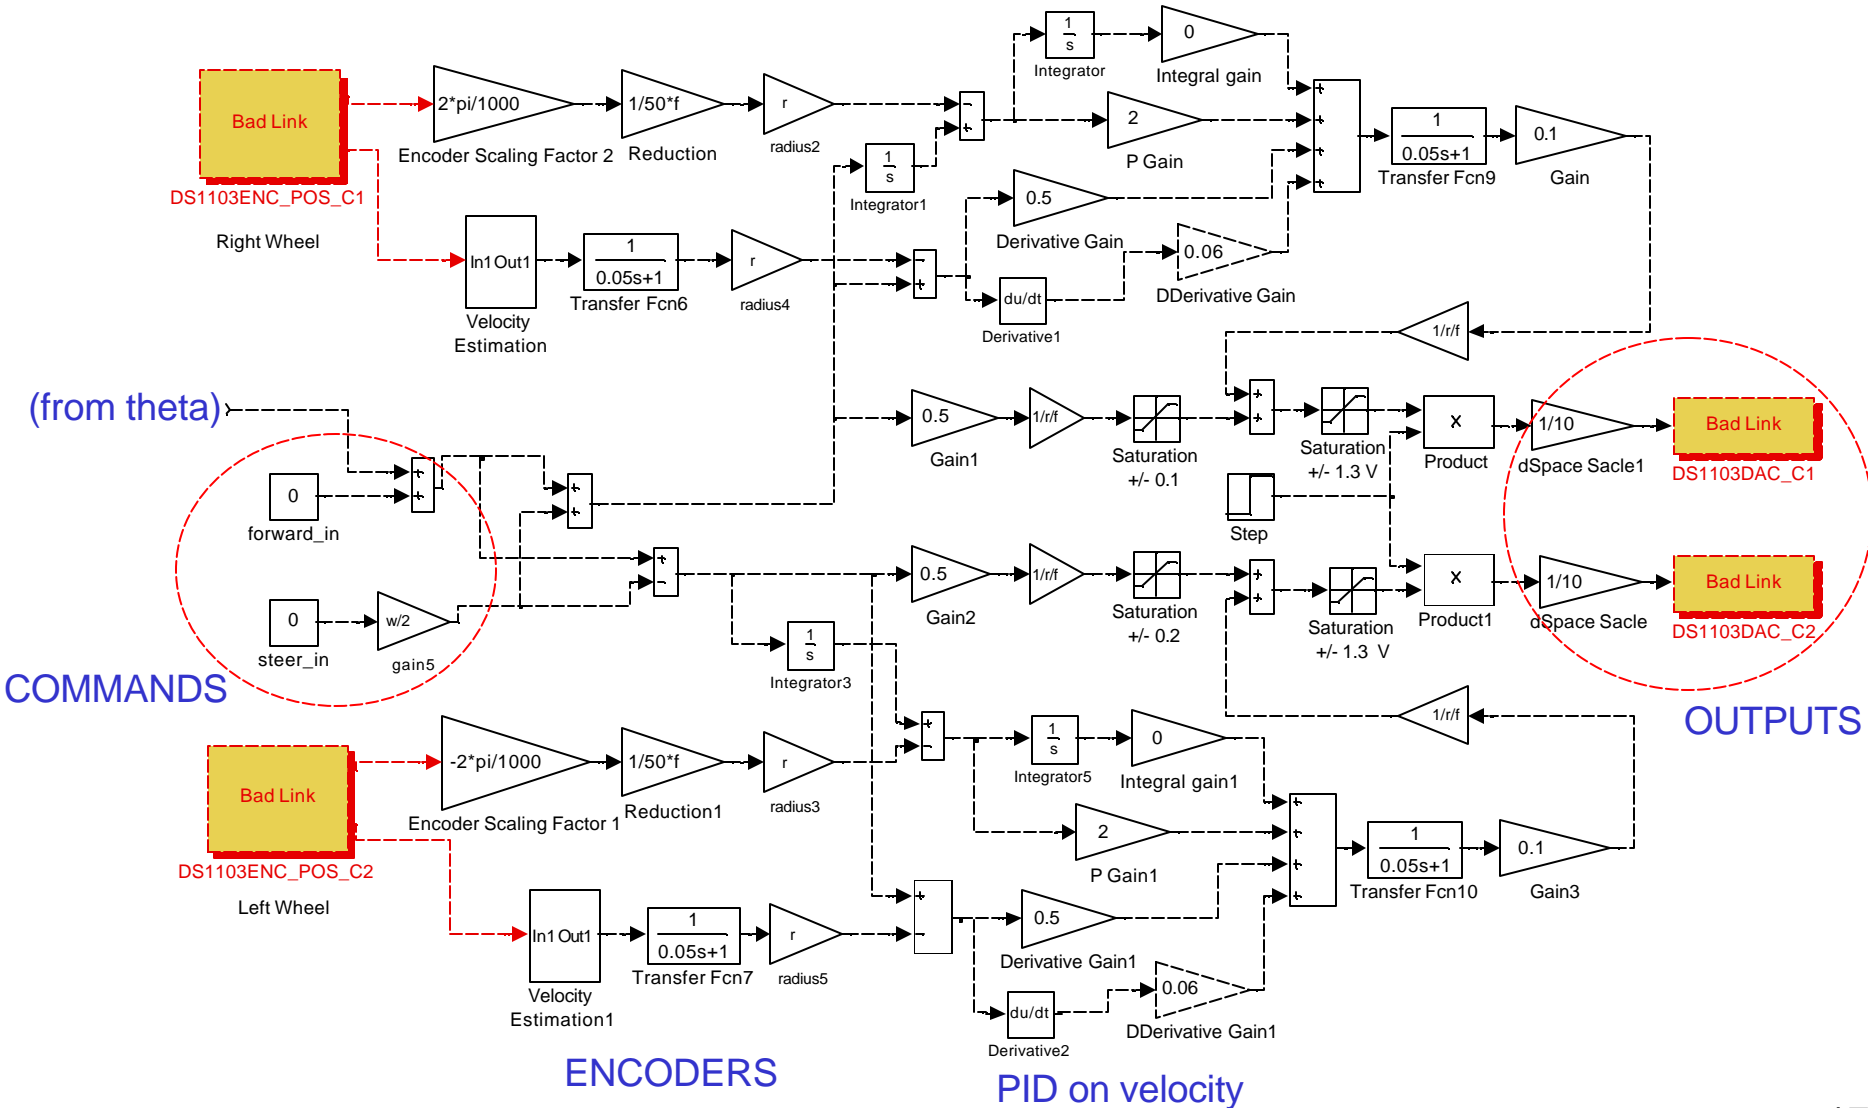 1
s
Integrator
0
Integral gain
Bad Link
DS1103ENC_POS_C1
Right Wheel
2*pi/1000
Encoder Scaling Factor 2
1/50*f
Reduction
r
radius2
-
+
1
s
Integrator1
2
P Gain
+
+
+
+
1
0.05s+1
Transfer Fcn9
0.1
Gain
0.5
Derivative Gain
In1 Out1
Velocity
Estimation
1
0.05s+1
Transfer Fcn6
r
radius4
-
+
du/dt
Derivative1
0.06
DDerivative Gain
1/r/f
(from theta)
0
forward_in
+
+
+
+
0.5
Gain1
1/r/f
Saturation
+/- 0.1
+
+
Saturation
+/- 1.3 V
x
Product
1/10
dSpace Sacle1
Bad Link
DS1103DAC_C1
Step
0
steer_in
w/2
gain5
+
-
0.5
Gain2
1/r/f
Saturation
+/- 0.2
+
+
Saturation
+/- 1.3 V
x
Product1
1/10
dSpace Sacle
Bad Link
DS1103DAC_C2
COMMANDS
1
s
Integrator3
OUTPUTS
1/r/f
Bad Link
DS1103ENC_POS_C2
Left Wheel
-2*pi/1000
Encoder Scaling Factor 1
1/50*f
Reduction1
r
radius3
+
-
1
s
Integrator5
0
Integral gain1
2
P Gain1
+
+
+
+
1
0.05s+1
Transfer Fcn10
0.1
Gain3
In1 Out1
Velocity
Estimation1
1
0.05s+1
Transfer Fcn7
r
radius5
+
-
0.5
Derivative Gain1
du/dt
Derivative2
0.06
DDerivative Gain1
ENCODERS
PID on velocity